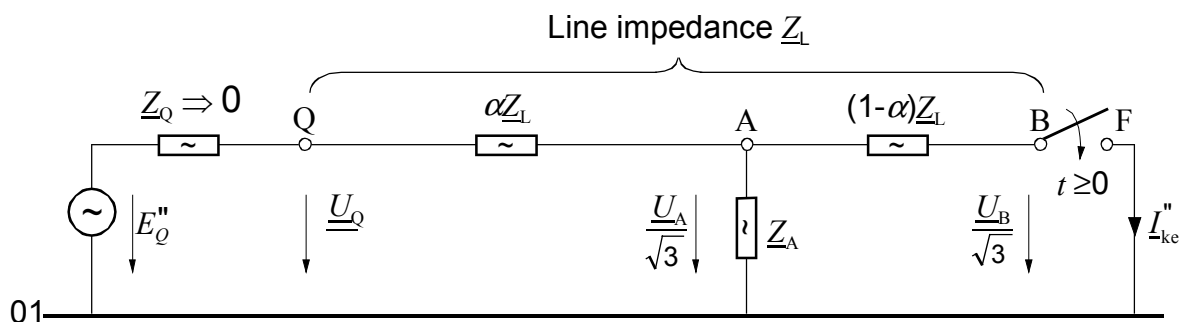 Line impedance Z_L
Z_Q ⇒ 0
Q
αZ_L
A
(1-α)Z_L
B
F
t ≥0
E"_Q
U_Q
U_A
√3
Z_A
U_B
√3
I"_ke
01